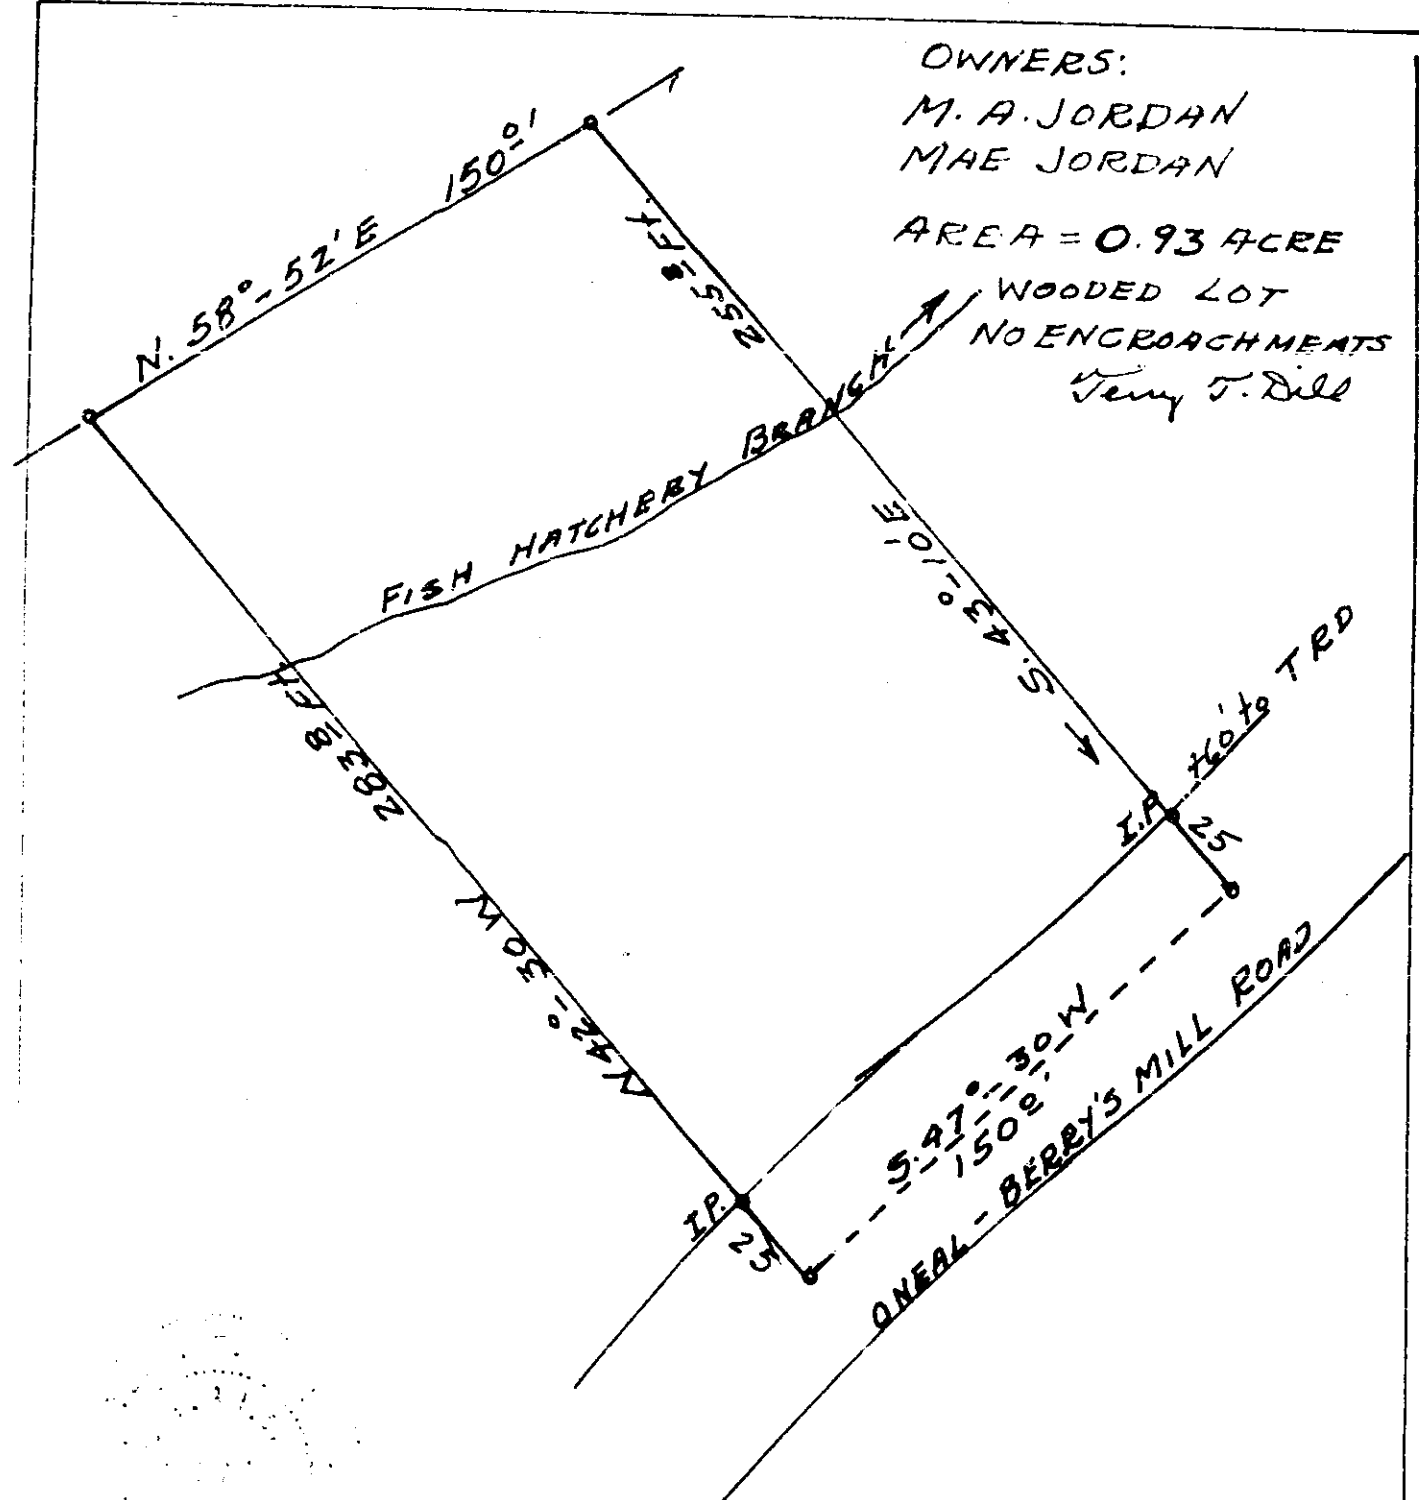 OWNERS:
M. A. JORDAN
MAE JORDAN
AREA = 0.93 ACRE
WOODED LOT
NO ENCROACHMENTS
Terry T. Dill
N. 58°-52' E 150-0'
255-8 Ft.
S. 43°-10' E
FISH HATCHERY BRANCH
283 8 Ft
N 42°-30 W
I.P.
25
to TRD
I.P.
25
S. 47°-30 W
150 0'
ONEAL - BERRY'S MILL ROAD